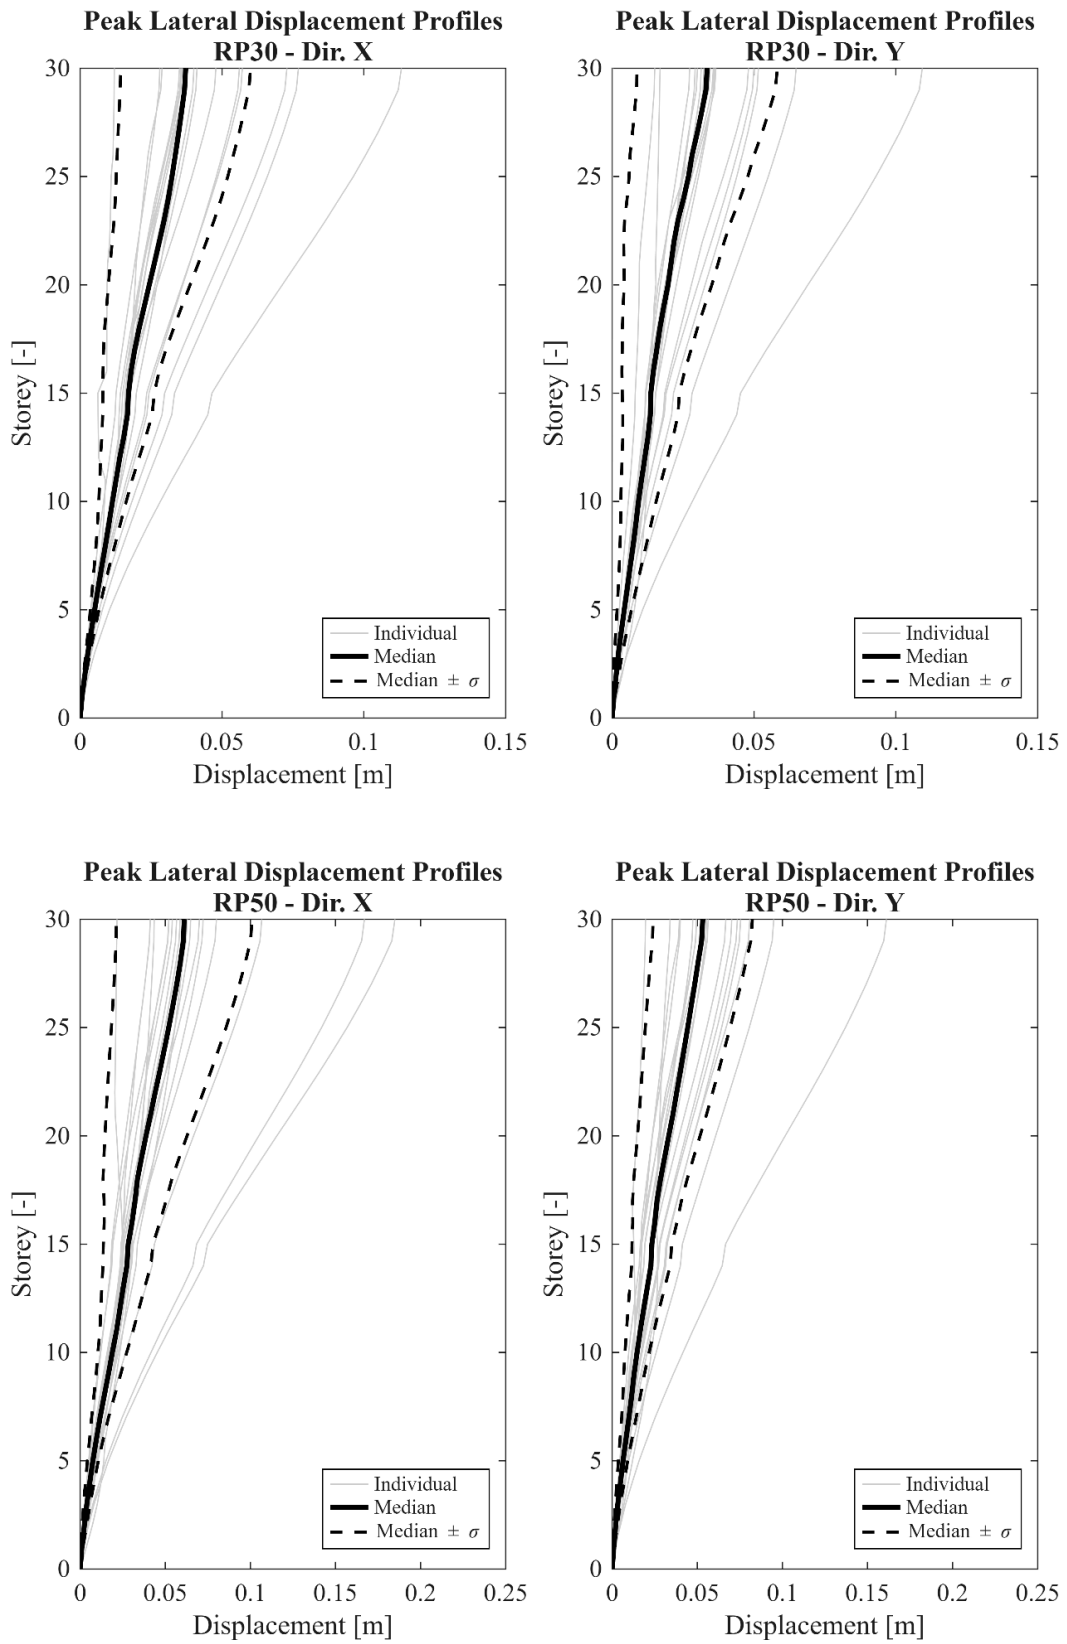 Peak Lateral Displacement Profiles
RP30 - Dir. X
30
25
20
15
10
5
0
Storey [-]
Individual
Median
Median ± σ
0 0.05 0.1 0.15
Displacement [m]
Peak Lateral Displacement Profiles
RP30 - Dir. Y
30
25
20
15
10
5
0
Storey [-]
Individual
Median
Median ± σ
0 0.05 0.1 0.15
Displacement [m]
Peak Lateral Displacement Profiles
RP50 - Dir. X
30
25
20
15
10
5
0
Storey [-]
Individual
Median
Median ± σ
0 0.05 0.1 0.15 0.2 0.25
Displacement [m]
Peak Lateral Displacement Profiles
RP50 - Dir. Y
30
25
20
15
10
5
0
Storey [-]
Individual
Median
Median ± σ
0 0.05 0.1 0.15 0.2 0.25
Displacement [m]